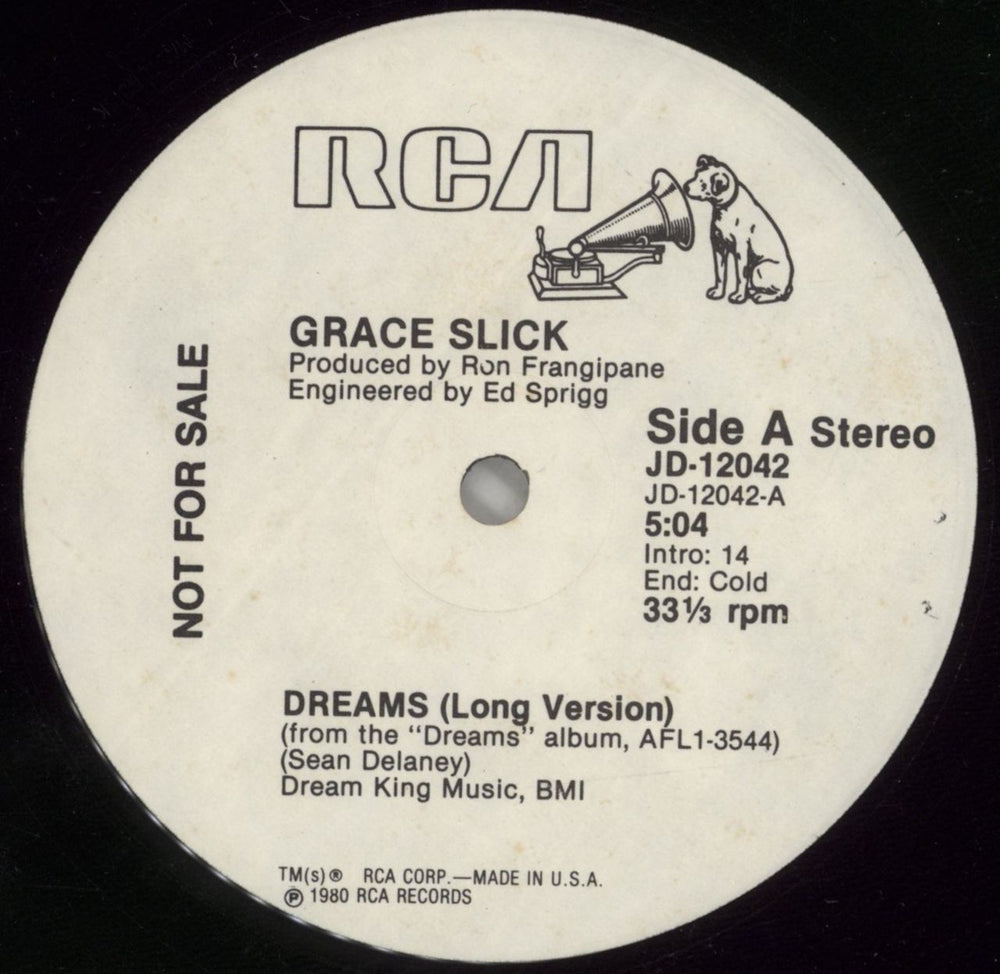 RCA
GRACE SLICK
Produced by Ron Frangipane
Engineered by Ed Sprigg
NOT FOR SALE
Side A Stereo
JD-12042
JD-12042-A
5:04
Intro: 14
End: Cold
33⅓ rpm
DREAMS (Long Version)
(from the “Dreams” album, AFL1-3544)
(Sean Delaney)
Dream King Music, BMI
TM(s)® RCA CORP.—MADE IN U.S.A.
℗ 1980 RCA RECORDS